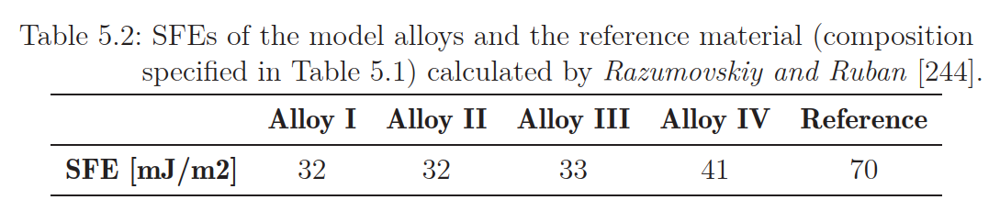 Table 5.2: SFEs of the model alloys and the reference material (composition
specified in Table 5.1) calculated by Razumovskiy and Ruban [244].
Alloy I Alloy II Alloy III Alloy IV Reference
SFE [mJ/m2] 32 32 33 41 70